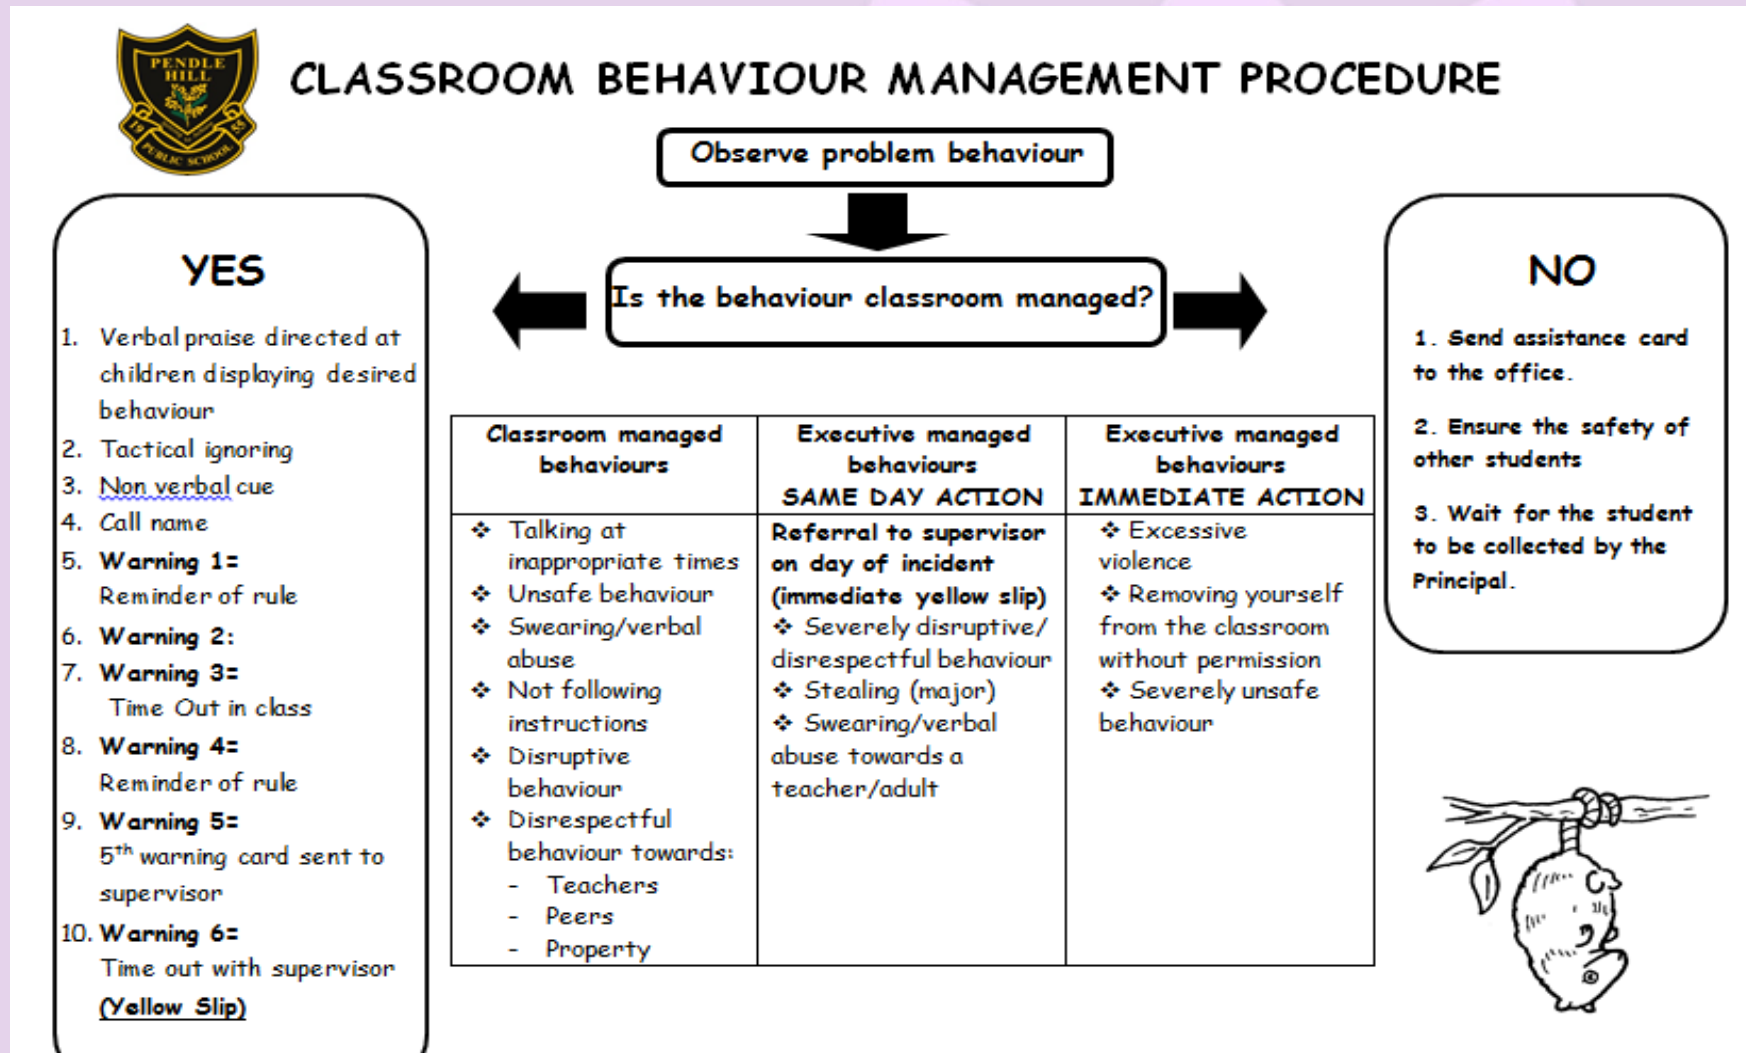 PENDLE
HILL
19 55
PUBLIC SCHOOL
CLASSROOM BEHAVIOUR MANAGEMENT PROCEDURE
Observe problem behaviour
Is the behaviour classroom managed?
YES
1. Verbal praise directed at
children displaying desired
behaviour
2. Tactical ignoring
3. Non verbal cue
4. Call name
5. Warning 1=
Reminder of rule
6. Warning 2:
7. Warning 3=
Time Out in class
8. Warning 4=
Reminder of rule
9. Warning 5=
5th warning card sent to
supervisor
10. Warning 6=
Time out with supervisor
(Yellow Slip)
Classroom managed
behaviours
❖ Talking at
inappropriate times
❖ Unsafe behaviour
❖ Swearing/verbal
abuse
❖ Not following
instructions
❖ Disruptive
behaviour
❖ Disrespectful
behaviour towards:
- Teachers
- Peers
- Property
Executive managed
behaviours
SAME DAY ACTION
Referral to supervisor
on day of incident
(immediate yellow slip)
❖ Severely disruptive/
disrespectful behaviour
❖ Stealing (major)
❖ Swearing/verbal
abuse towards a
teacher/adult
Executive managed
behaviours
IMMEDIATE ACTION
❖ Excessive
violence
❖ Removing yourself
from the classroom
without permission
❖ Severely unsafe
behaviour
NO
1. Send assistance card
to the office.
2. Ensure the safety of
other students
3. Wait for the student
to be collected by the
Principal.